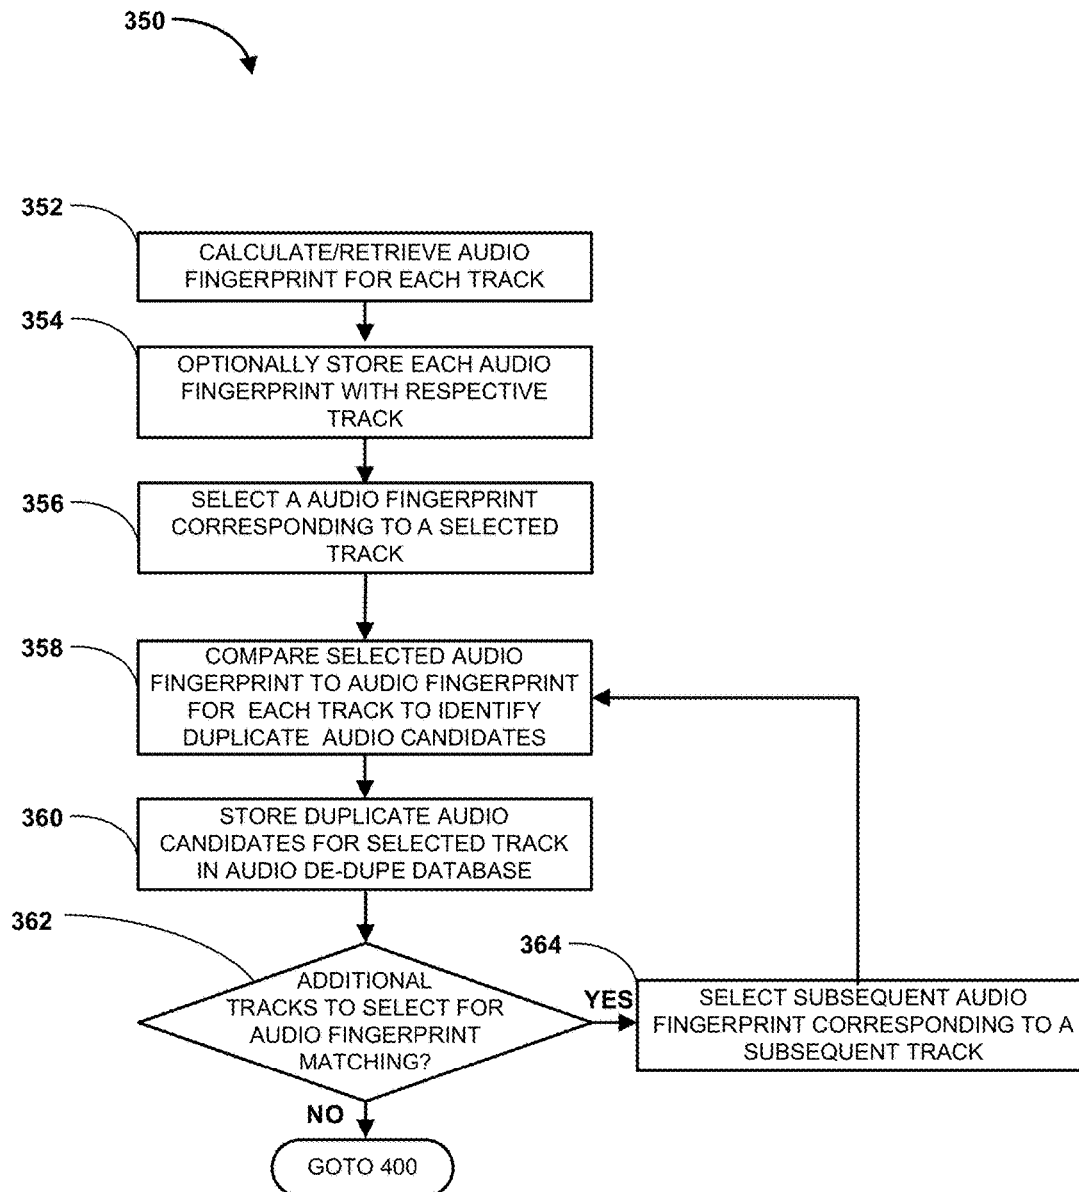 350
352
CALCULATE/RETRIEVE AUDIO
FINGERPRINT FOR EACH TRACK
354
OPTIONALLY STORE EACH AUDIO
FINGERPRINT WITH RESPECTIVE
TRACK
356
SELECT A AUDIO FINGERPRINT
CORRESPONDING TO A SELECTED
TRACK
358
COMPARE SELECTED AUDIO
FINGERPRINT TO AUDIO FINGERPRINT
FOR EACH TRACK TO IDENTIFY
DUPLICATE AUDIO CANDIDATES
360
STORE DUPLICATE AUDIO
CANDIDATES FOR SELECTED TRACK
IN AUDIO DE-DUPE DATABASE
362
ADDITIONAL
TRACKS TO SELECT FOR
AUDIO FINGERPRINT
MATCHING?
YES
364
SELECT SUBSEQUENT AUDIO
FINGERPRINT CORRESPONDING TO A
SUBSEQUENT TRACK
NO
GOTO 400